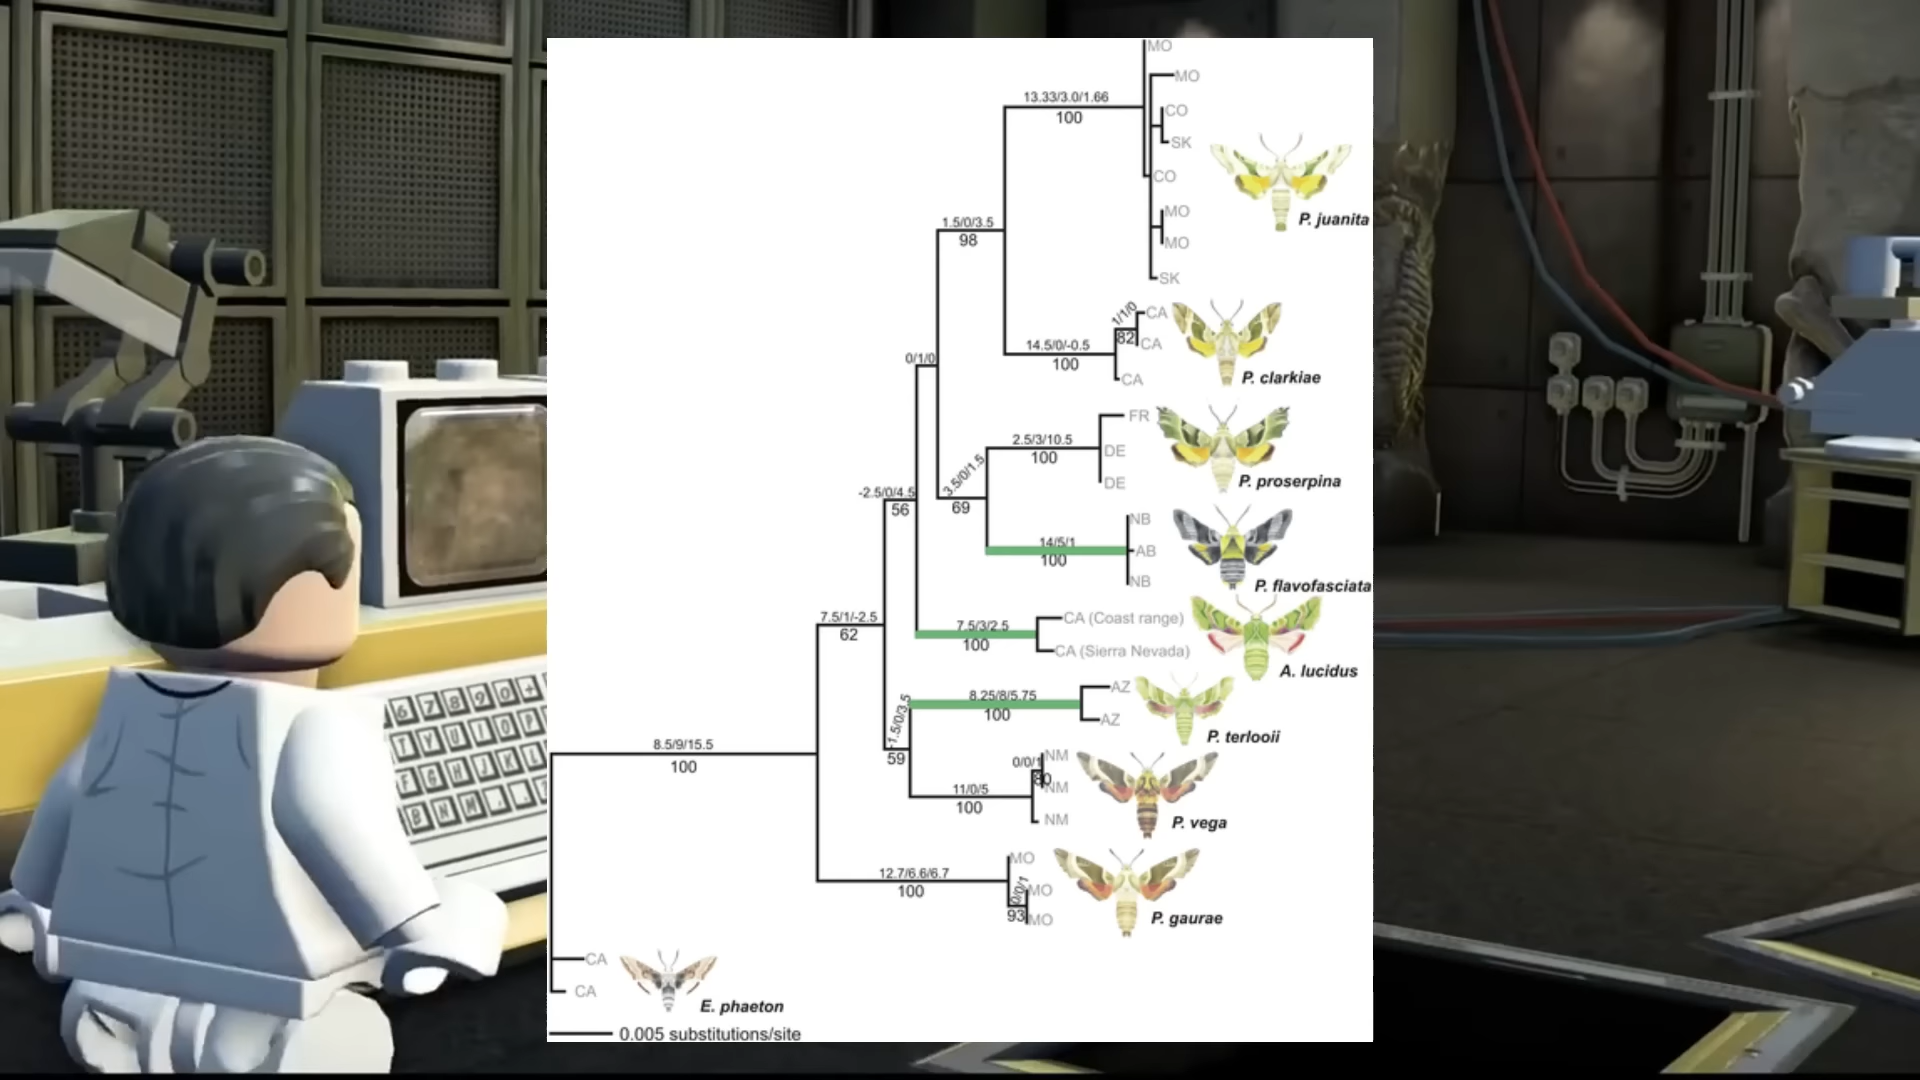 MO
MO
13.33/3.0/1.66
100
CO
SK
CO
MO
MO
SK
P. juanita
1.5/0/3.5
98
1/1/0
82
CA
CA
CA
14.5/0/-0.5
100
P. clarkiae
0/1/0
FR
DE
DE
2.5/3/10.5
100
P. proserpina
3.5/0/1.5
69
-2.5/0/4.5
56
NB
AB
NB
14/5/1
100
P. flavofasciata
7.5/3/2.5
100
CA (Coast range)
CA (Sierra Nevada)
A. lucidus
7.5/1/-2.5
62
8.25/8/5.75
100
AZ
AZ
P. terlooii
-1.5/0/3.5
59
0/0/1
NM
NM
NM
11/0/5
100
P. vega
8.5/9/15.5
100
12.7/6.6/6.7
100
MO
MO
MO
0/0/1
93
P. gaurae
CA
CA
E. phaeton
0.005 substitutions/site
6 7 8 9 0 +
T Y U I O P
F G H J K L
B N M , . ?